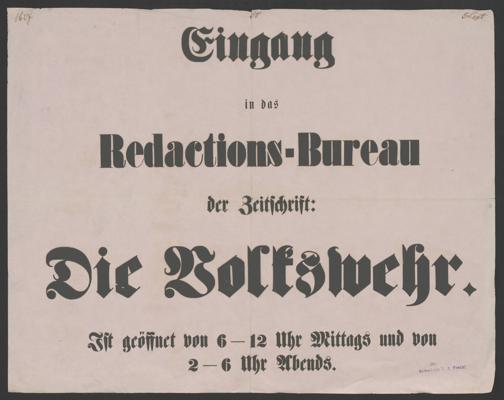 1607
Eingang
in das
Redactions-Bureau
der Zeitschrift:
Die Volkswehr.
Ist geöffnet von 6—12 Uhr Mittags und von
2—6 Uhr Abends.